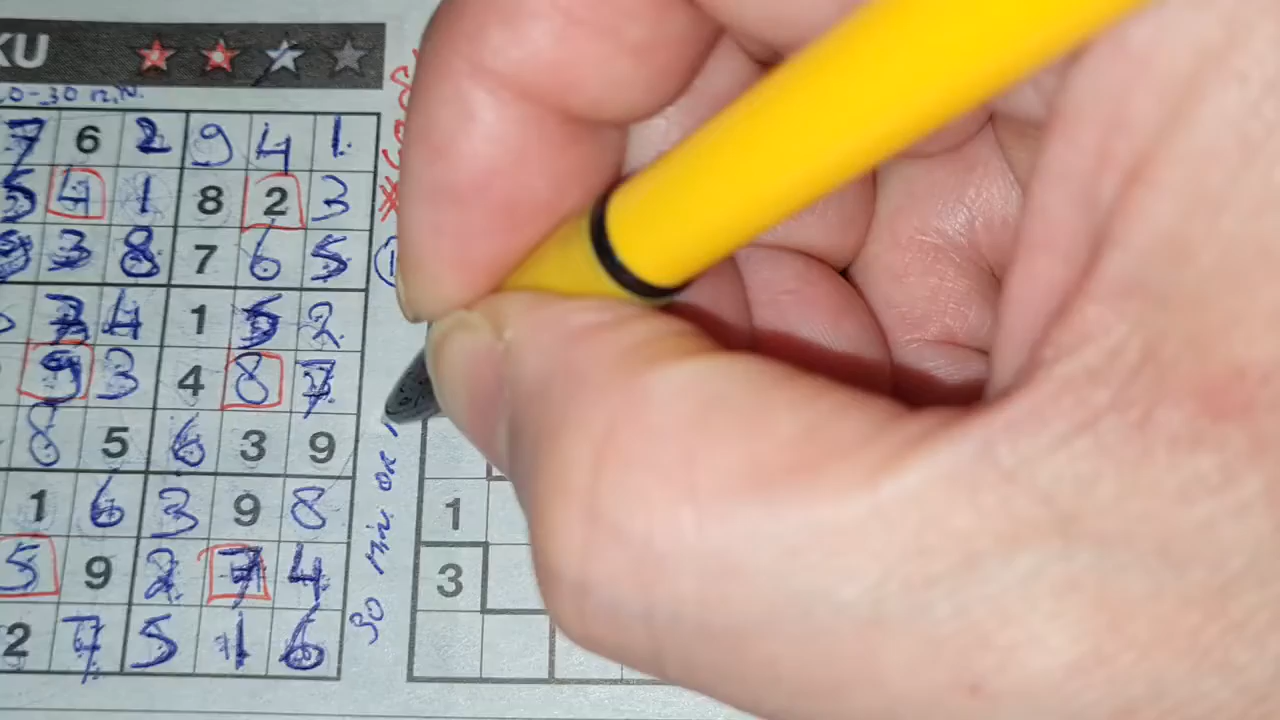 KU
7 6 2 9 4 1
5 4 1 8 2 3
9 3 8 7 6 5
2 4 1 5 2
9 3 4 8 7
8 5 6 3 9
1 6 3 9 8
5 9 2 7 4
2 7 5 1 6
MIN. OR
1
3